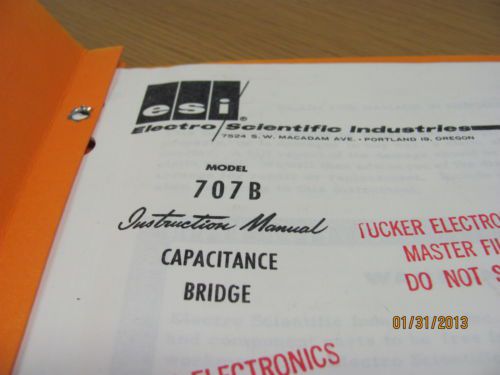 esi®
Electro Scientific Industries
7524 S.W. MACADAM AVE. • PORTLAND 19, OREGON
MODEL
707B
Instruction Manual
CAPACITANCE
BRIDGE
TUCKER ELECTRO
MASTER FI
DO NOT S
ELECTRONICS
01/31/2013